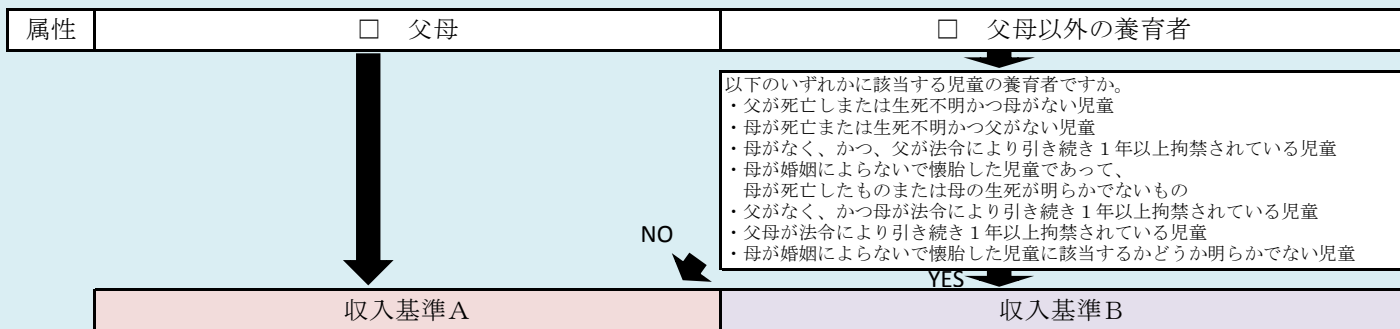 属性
□　父母
□　父母以外の養育者
以下のいずれかに該当する児童の養育者ですか。
・父が死亡しまたは生死不明かつ母がない児童
・母が死亡または生死不明かつ父がない児童
・母がなく、かつ、父が法令により引き続き１年以上拘禁されている児童
・母が婚姻によらないで懐胎した児童であって、
母が死亡したものまたは母の生死が明らかでないもの
・父がなく、かつ母が法令により引き続き１年以上拘禁されている児童
・父母が法令により引き続き１年以上拘禁されている児童
・母が婚姻によらないで懐胎した児童に該当するかどうか明らかでない児童
NO
YES
収入基準Ａ
収入基準Ｂ